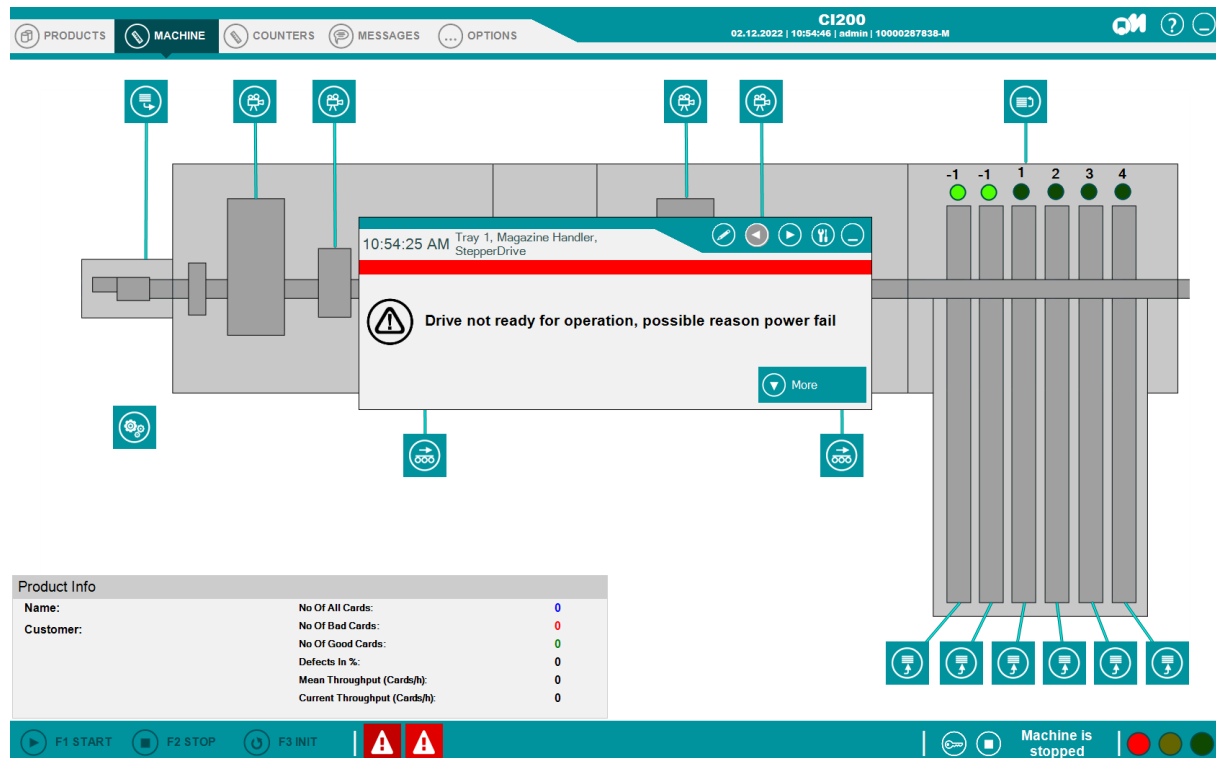 PRODUCTS
MACHINE
COUNTERS
MESSAGES
OPTIONS
CI200
02.12.2022 | 10:54:46 | admin | 10000287838-M
QM
?
-1 -1 1 2 3 4
10:54:25 AM
Tray 1, Magazine Handler,
StepperDrive
Drive not ready for operation, possible reason power fail
More
Product Info
Name:
Customer:
No Of All Cards: 0
No Of Bad Cards: 0
No Of Good Cards: 0
Defects In %: 0
Mean Throughput (Cards/h): 0
Current Throughput (Cards/h): 0
F1 START
F2 STOP
F3 INIT
Machine is
stopped